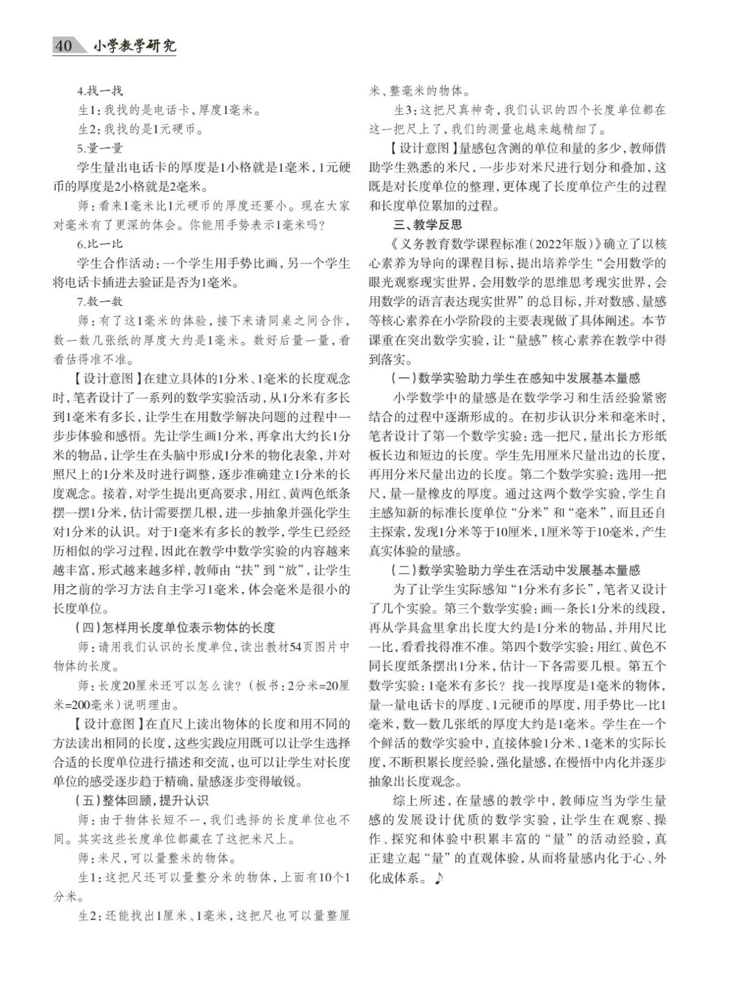 40 小学教学研究
4.找一找
生1:我找的是电话卡,厚度1毫米。
生2:我找的是1元硬币。
5.量一量
学生量出电话卡的厚度是1小格就是1毫米,1元硬
币的厚度是2小格就是2毫米。
师:看来1毫米比1元硬币的厚度还要小。现在大家
对毫米有了更深的体会。你能用手势表示1毫米吗?
6.比一比
学生合作活动:一个学生用手势比画,另一个学生
将电话卡插进去验证是否为1毫米。
7.数一数
师:有了这1毫米的体验,接下来请同桌之间合作,
数一数几张纸的厚度大约是1毫米。数好后量一量,看
看估得准不准。
【设计意图】在建立具体的1分米、1毫米的长度观念
时,笔者设计了一系列的数学实验活动,从1分米有多长
到1毫米有多长,让学生在用数学解决问题的过程中一
步步体验和感悟。先让学生画1分米,再拿出大约长1分
米的物品,让学生在头脑中形成1分米的物化表象,并对
照尺上的1分米及时进行调整,逐步准确建立1分米的长
度观念。接着,对学生提出更高要求,用红、黄两色纸条
摆一摆1分米,估计需要摆几根,进一步抽象并强化学生
对1分米的认识。对于1毫米有多长的教学,学生已经经
历相似的学习过程,因此在教学中数学实验的内容越来
越丰富,形式越来越多样,教师由“扶”到“放”,让学生
用之前的学习方法自主学习1毫米,体会毫米是很小的
长度单位。
(四)怎样用长度单位表示物体的长度
师:请用我们认识的长度单位,读出教材54页图片中
物体的长度。
师:长度20厘米还可以怎么读?(板书:2分米=20厘
米=200毫米)说明理由。
【设计意图】在直尺上读出物体的长度和用不同的
方法读出相同的长度,这些实践应用既可以让学生选择
合适的长度单位进行描述和交流,也可以让学生对长度
单位的感受逐步趋于精确,量感逐步变得敏锐。
(五)整体回顾,提升认识
师:由于物体长短不一,我们选择的长度单位也不
同。其实这些长度单位都藏在了这把米尺上。
师:米尺,可以量整米的物体。
生1:这把尺还可以量整分米的物体,上面有10个1
分米。
生2:还能找出1厘米、1毫米,这把尺也可以量整厘
米、整毫米的物体。
生3:这把尺真神奇,我们认识的四个长度单位都在
这一把尺上了,我们的测量也越来越精细了。
【设计意图】量感包含测的单位和量的多少,教师借
助学生熟悉的米尺,一步步对米尺进行划分和叠加,这
既是对长度单位的整理,更体现了长度单位产生的过程
和长度单位累加的过程。
三、教学反思
《义务教育数学课程标准(2022年版)》确立了以核
心素养为导向的课程目标,提出培养学生“会用数学的
眼光观察现实世界,会用数学的思维思考现实世界,会
用数学的语言表达现实世界”的总目标,并对数感、量感
等核心素养在小学阶段的主要表现做了具体阐述。本节
课重在突出数学实验,让“量感”核心素养在教学中得
到落实。
(一)数学实验助力学生在感知中发展基本量感
小学数学中的量感是在数学学习和生活经验紧密
结合的过程中逐渐形成的。在初步认识分米和毫米时,
笔者设计了第一个数学实验:选一把尺,量出长方形纸
板长边和短边的长度。学生先用厘米尺量出边的长度,
再用分米尺量出边的长度。第二个数学实验:选用一把
尺,量一量橡皮的厚度。通过这两个数学实验,学生自
主感知新的标准长度单位“分米”和“毫米”,而且还自
主探索,发现1分米等于10厘米,1厘米等于10毫米,产生
真实体验的量感。
(二)数学实验助力学生在活动中发展基本量感
为了让学生实际感知“1分米有多长”,笔者又设计
了几个实验。第三个数学实验:画一条长1分米的线段,
再从学具盒里拿出长度大约是1分米的物品,并用尺比
一比,看看找得准不准。第四个数学实验:用红、黄色不
同长度纸条摆出1分米,估计一下各需要几根。第五个
数学实验:1毫米有多长?找一找厚度是1毫米的物体,
量一量电话卡的厚度、1元硬币的厚度,用手势比一比1
毫米,数一数几张纸的厚度大约是1毫米。学生在一个
个鲜活的数学实验中,直接体验1分米、1毫米的实际长
度,不断积累长度经验,强化量感,在慢悟中内化并逐步
抽象出长度观念。
综上所述,在量感的教学中,教师应当为学生量
感的发展设计优质的数学实验,让学生在观察、操
作、探究和体验中积累丰富的“量”的活动经验,真
正建立起“量”的直观体验,从而将量感内化于心、外
化成体系。♪